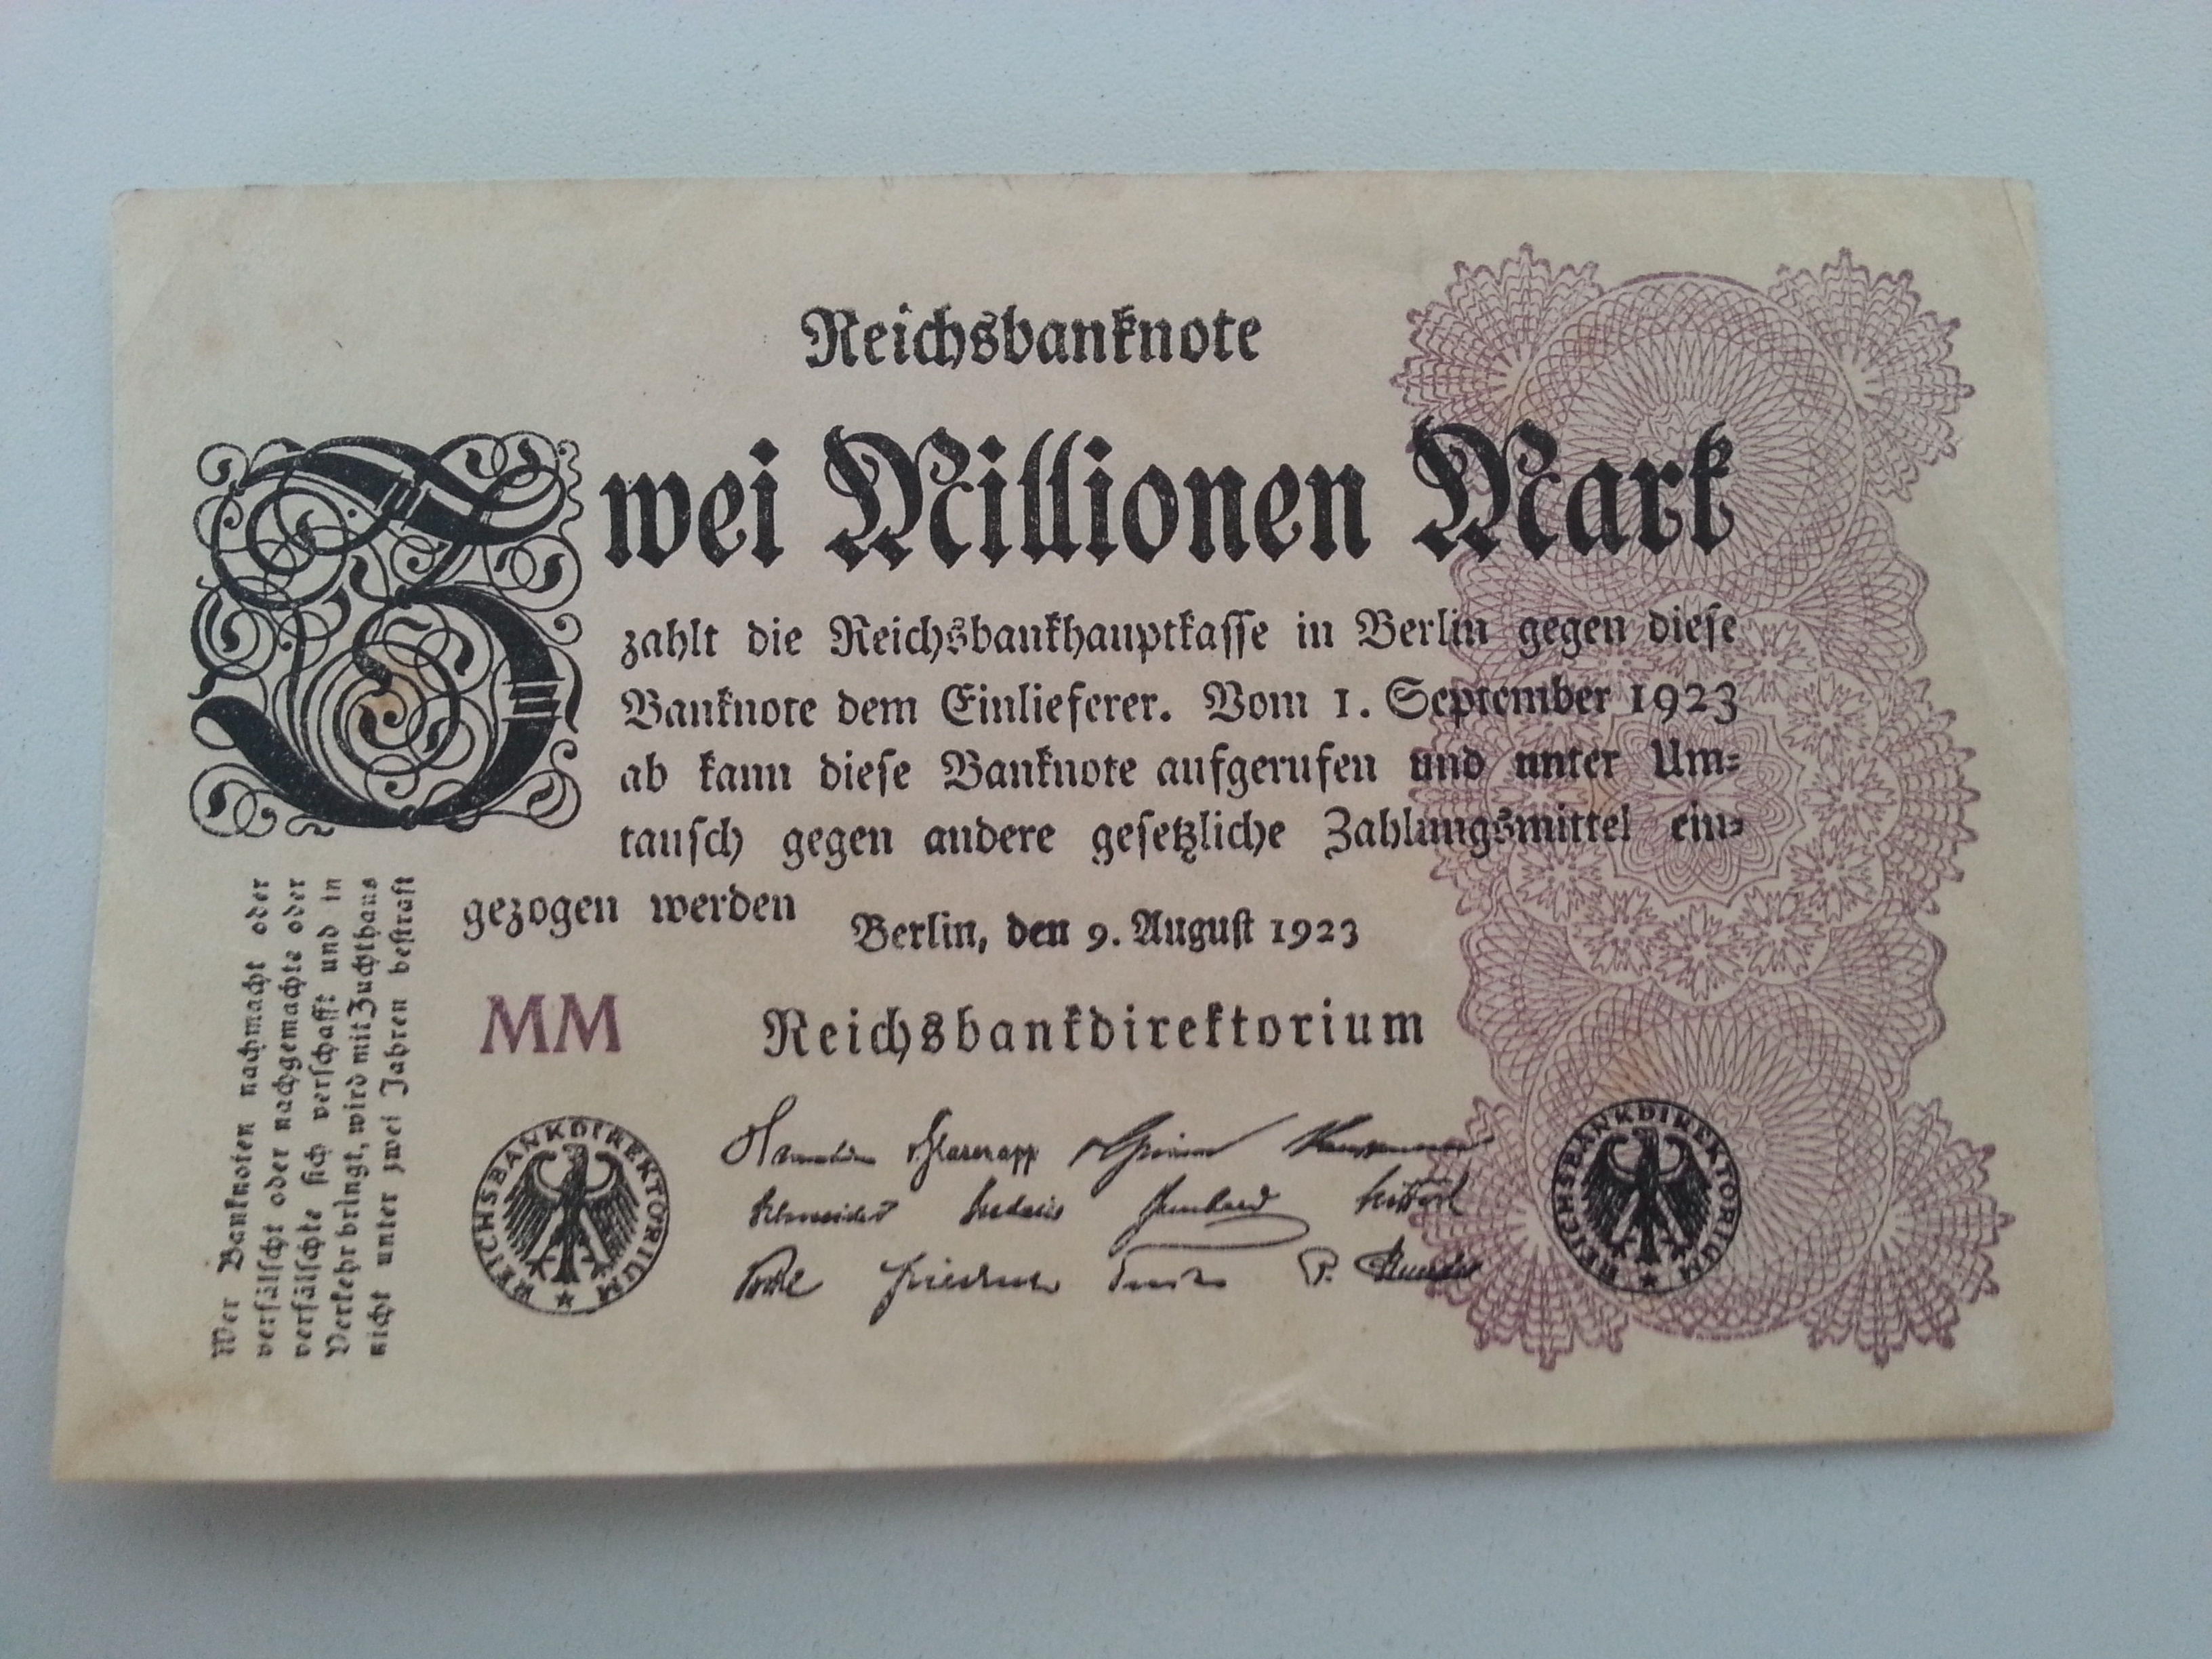 Reichsbanknote
Zwei Millionen Mark
zahlt die Reichsbankhauptkasse in Berlin gegen diese
Banknote dem Einlieferer. Vom 1. September 1923
ab kann diese Banknote aufgerufen und unter Um-
tausch gegen andere gesetzliche Zahlungsmittel ein-
gezogen werden
Berlin, den 9. August 1923
MM
Reichsbankdirektorium
Wer Banknoten nachmacht oder
verfälscht oder nachgemachte oder
verfälschte sich verschafft und in
Verkehr bringt, wird mit Zuchthaus
nicht unter zwei Jahren bestraft
REICHSBANKDIREKTORIUM
v. Glasenapp
Schneider
REICHSBANKDIREKTORIUM